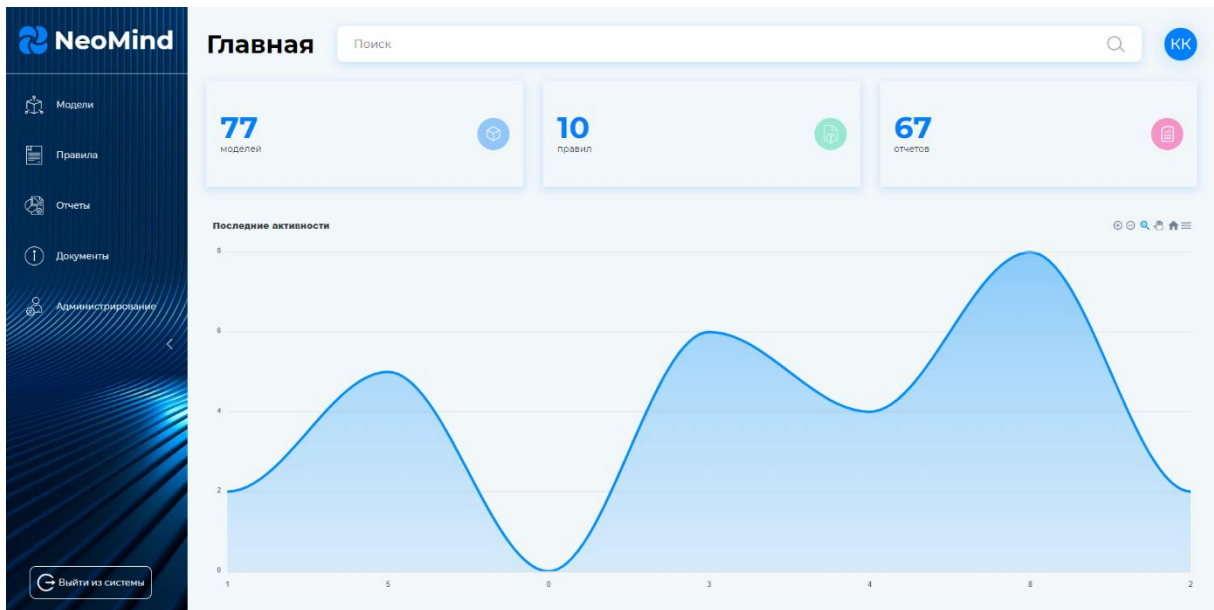 NeoMind
Модели
Правила
Отчеты
Документы
Администрирование
Выйти из системы
Главная
Поиск
КК
77
моделей
10
правил
67
отчетов
Последние активности
8
6
4
2
0
1 5 0 3 4 8 2